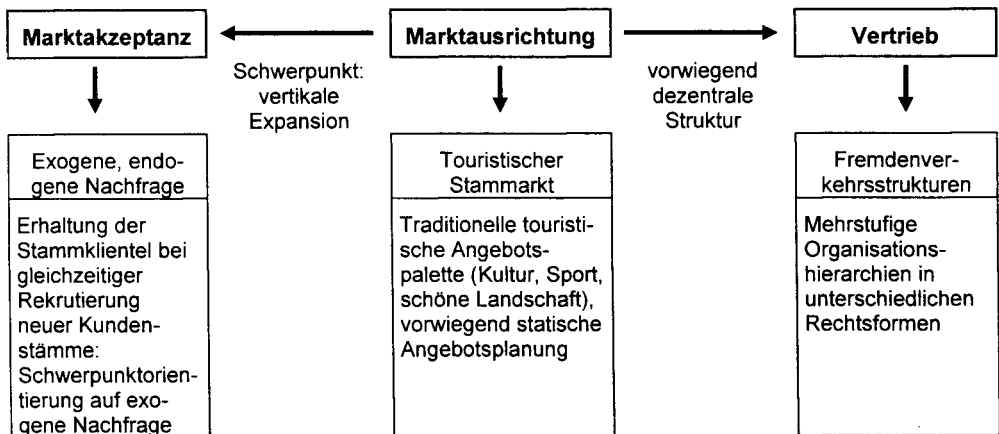 Marktakzeptanz
Marktausrichtung
Vertrieb
Schwerpunkt:
vertikale
Expansion
vorwiegend
dezentrale
Struktur
Exogene, endo-
gene Nachfrage
Erhaltung der
Stammklientel bei
gleichzeitiger
Rekrutierung
neuer Kunden-
stämme:
Schwerpunktorien-
tierung auf exo-
gene Nachfrage
Touristischer
Stammarkt
Traditionelle touristi-
sche Angebots-
palette (Kultur, Sport,
schöne Landschaft),
vorwiegend statische
Angebotsplanung
Fremdenver-
kehrsstrukturen
Mehrstufige
Organisations-
hierarchien in
unterschiedlichen
Rechtsformen